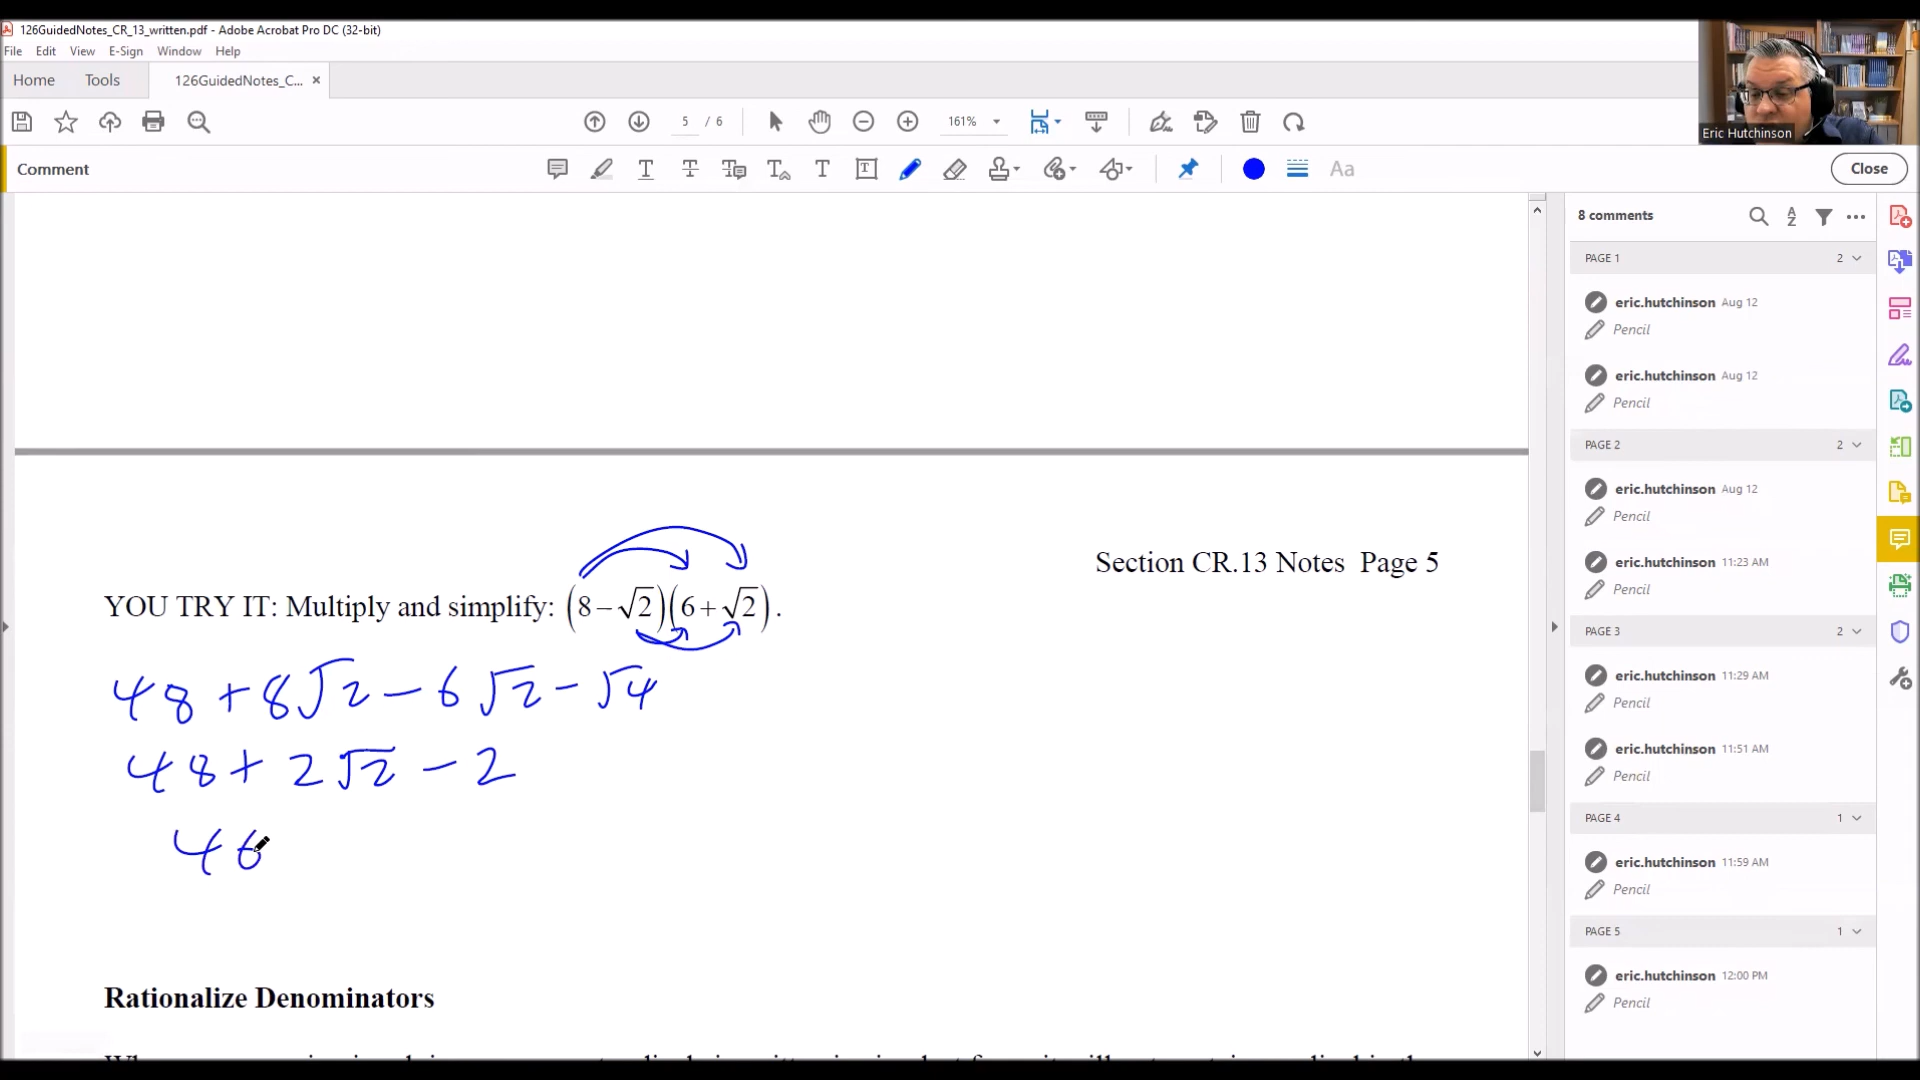 126GuidedNotes_CR_13_written.pdf - Adobe Acrobat Pro DC (32-bit)
File Edit View E-Sign Window Help
Home Tools 126GuidedNotes_C... ×
5 / 6 161%
Eric Hutchinson
Comment
Aa
Close
8 comments
PAGE 1 2
eric.hutchinson Aug 12
Pencil
eric.hutchinson Aug 12
Pencil
PAGE 2 2
eric.hutchinson Aug 12
Pencil
eric.hutchinson 11:23 AM
Pencil
PAGE 3 2
eric.hutchinson 11:29 AM
Pencil
eric.hutchinson 11:51 AM
Pencil
PAGE 4 1
eric.hutchinson 11:59 AM
Pencil
PAGE 5 1
eric.hutchinson 12:00 PM
Pencil
Section CR.13 Notes Page 5
YOU TRY IT: Multiply and simplify: (8−√2)(6+√2).
48 + 8√2 − 6√2 − √4
48 + 2√2 − 2
46
Rationalize Denominators